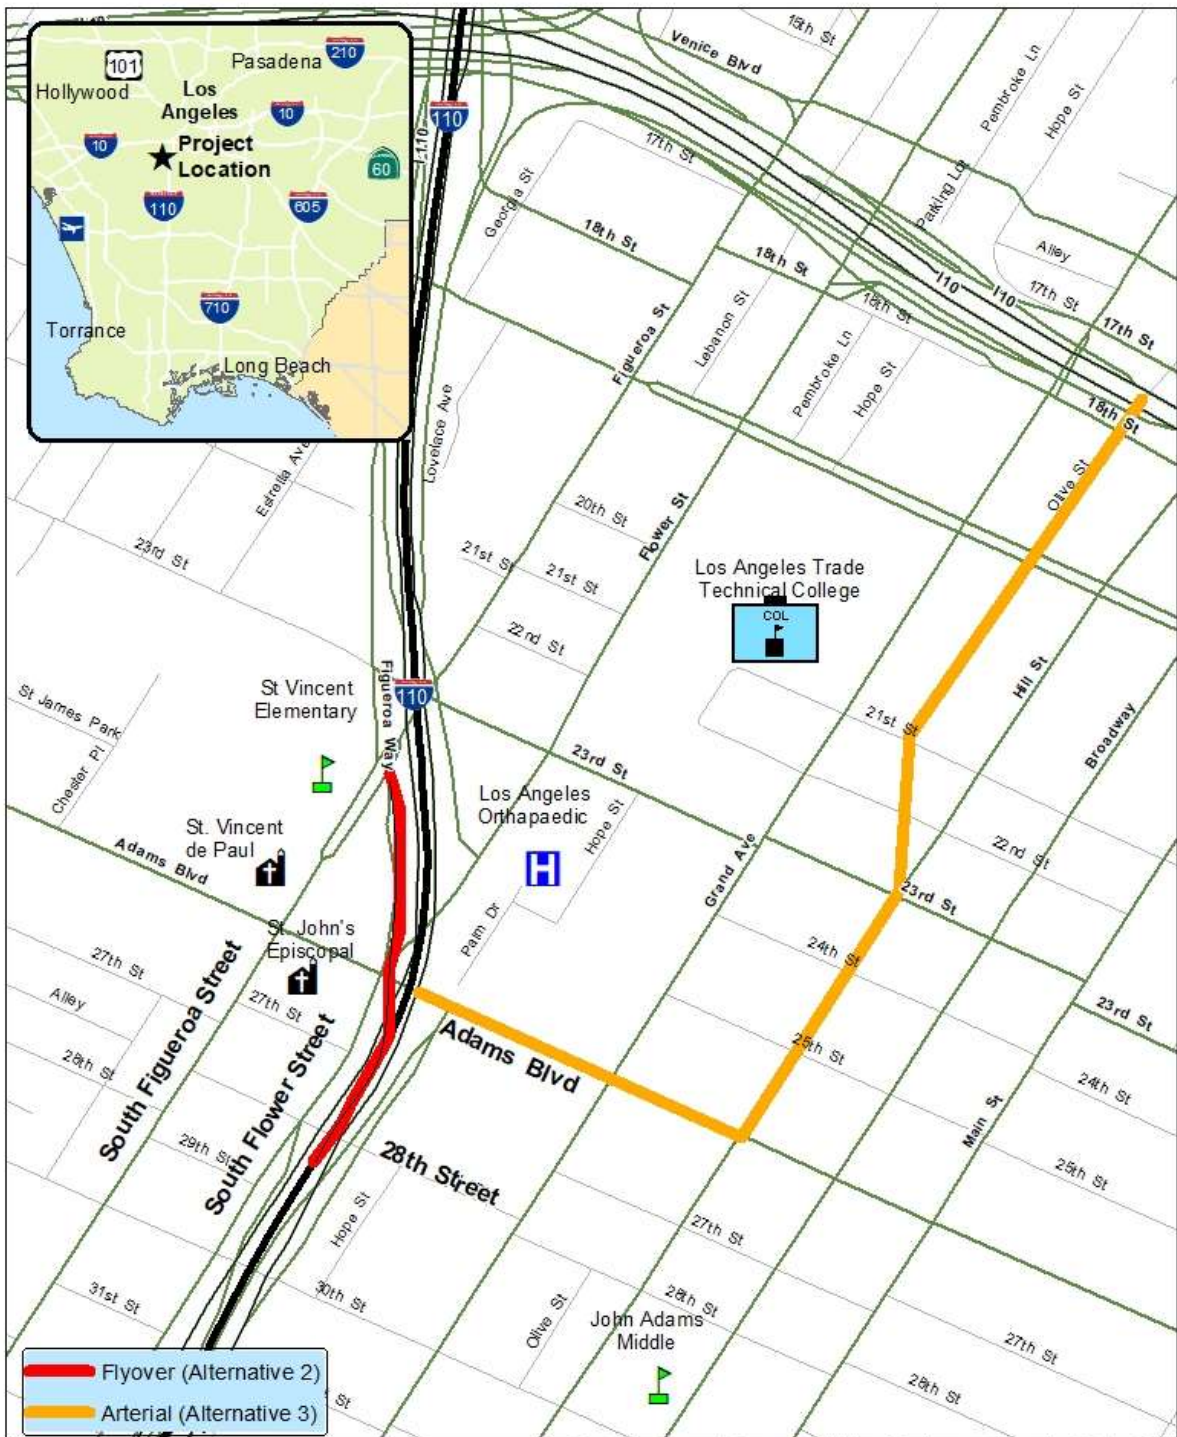 101
Pasadena
210
Hollywood
Los
Angeles
10
10
Project
Location
60
110
605
710
Torrance
Long Beach
15th St
Venice Blvd
Pembroke Ln
Hope St
110
I-110
17th St
Georgia St
18th St
18th St
Parking Lot
Alley
I10
I10
17th St
17th St
18th St
Figueroa St
Lebanon St
Pembroke Ln
Hope St
18th St
Lovelace Ave
Estrella Ave
Olive St
20th St
Flower St
23rd St
21st St
21st St
Los Angeles Trade
Technical College
COL
22nd St
Hill St
St James Park
Chester Pl
St Vincent
Elementary
Figueroa Way
110
21st St
Broadway
23rd St
Los Angeles
Orthapaedic
Hope St
St. Vincent
de Paul
H
Adams Blvd
Grand Ave
22nd St
23rd St
Palm Dr
St. John's
Episcopal
24th St
27th St
Alley
27th St
South Figueroa Street
South Flower Street
Adams Blvd
25th St
23rd St
28th St
24th St
Main St
29th St
28th Street
25th St
Hope St
27th St
31st St
30th St
Olive St
28th St
John Adams
Middle
27th St
28th St
Flyover (Alternative 2)
Arterial (Alternative 3)
St